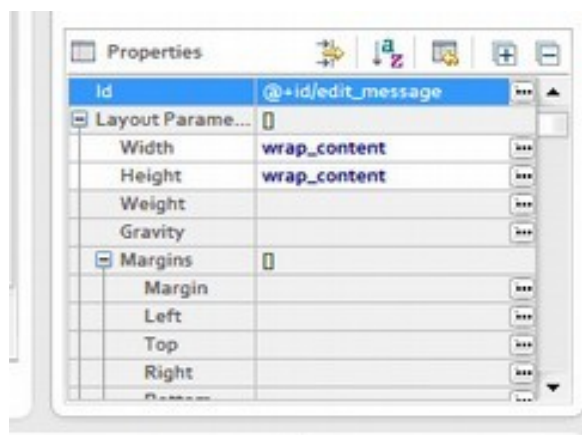 Properties
Id @+id/edit_message
Layout Parame... []
Width wrap_content
Height wrap_content
Weight
Gravity
Margins []
Margin
Left
Top
Right